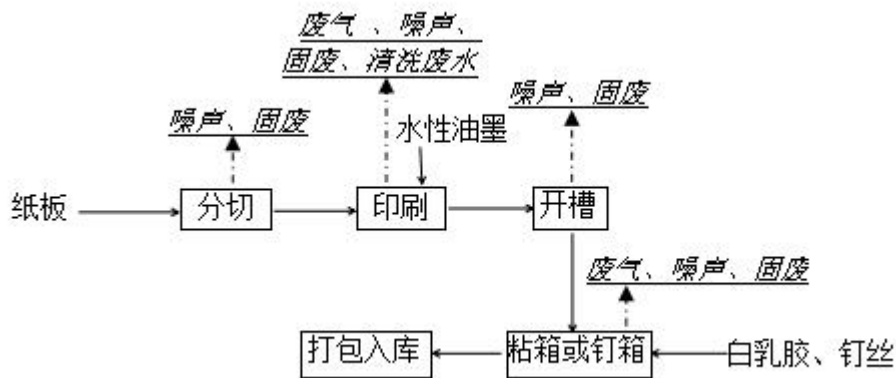 废气、噪声、
固废、清洗废水
噪声、固废
噪声、固废
水性油墨
纸板
分切
印刷
开槽
废气、噪声、固废
打包入库
粘箱或钉箱
白乳胶、钉丝